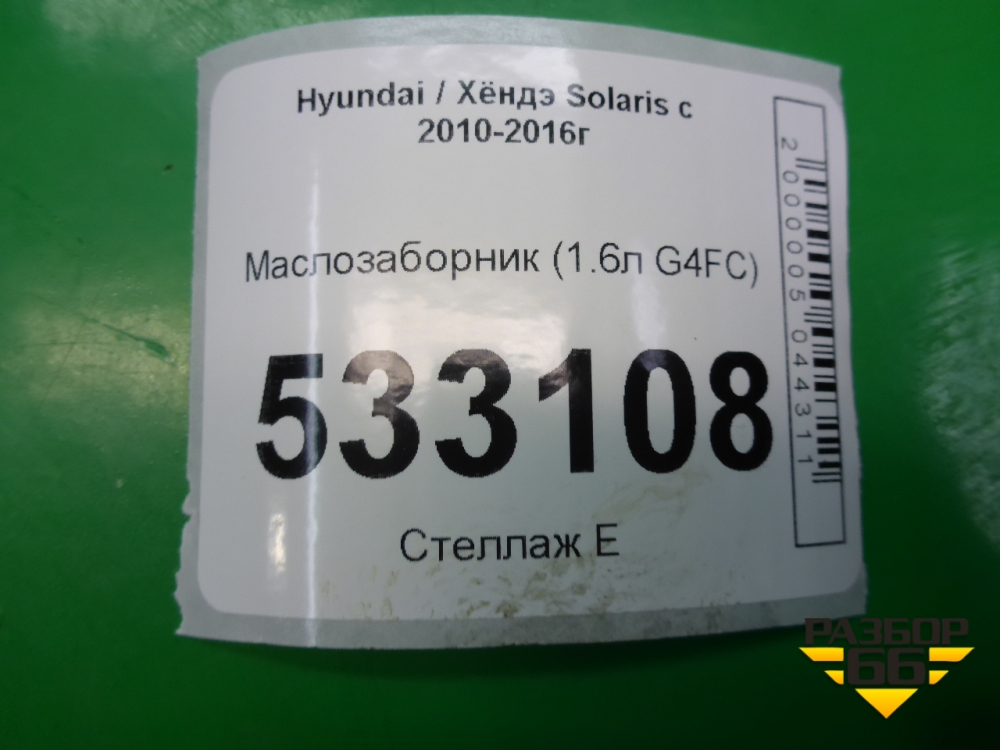 Hyundai / Хёндэ Solaris с
2010-2016г
Маслозаборник (1.6л G4FC)
533108
Стеллаж Е
2000005044311
РАЗБОР
66